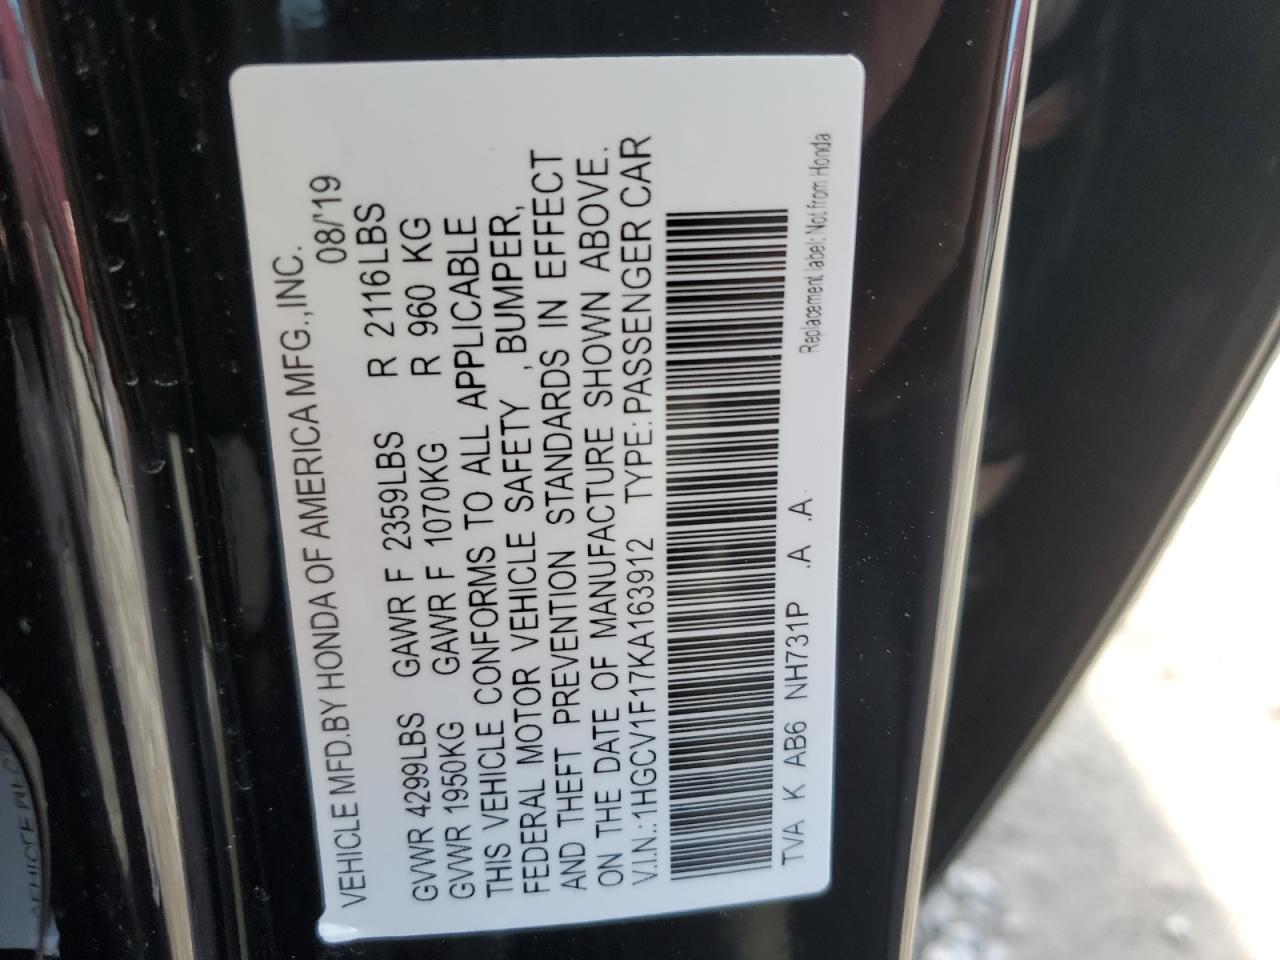 VEHICLE MFD.BY HONDA OF AMERICA MFG.,INC.
08/'19
GVWR 4299LBS GAWR F 2359LBS R 2116LBS
GVWR 1950KG GAWR F 1070KG R 960 KG
THIS VEHICLE CONFORMS TO ALL APPLICABLE
FEDERAL MOTOR VEHICLE SAFETY , BUMPER,
AND THEFT PREVENTION STANDARDS IN EFFECT
ON THE DATE OF MANUFACTURE SHOWN ABOVE.
V.I.N.:1HGCV1F17KA163912 TYPE:PASSENGER CAR
TVA K AB6 NH731P .A .A.
Replacement label: Not from Honda